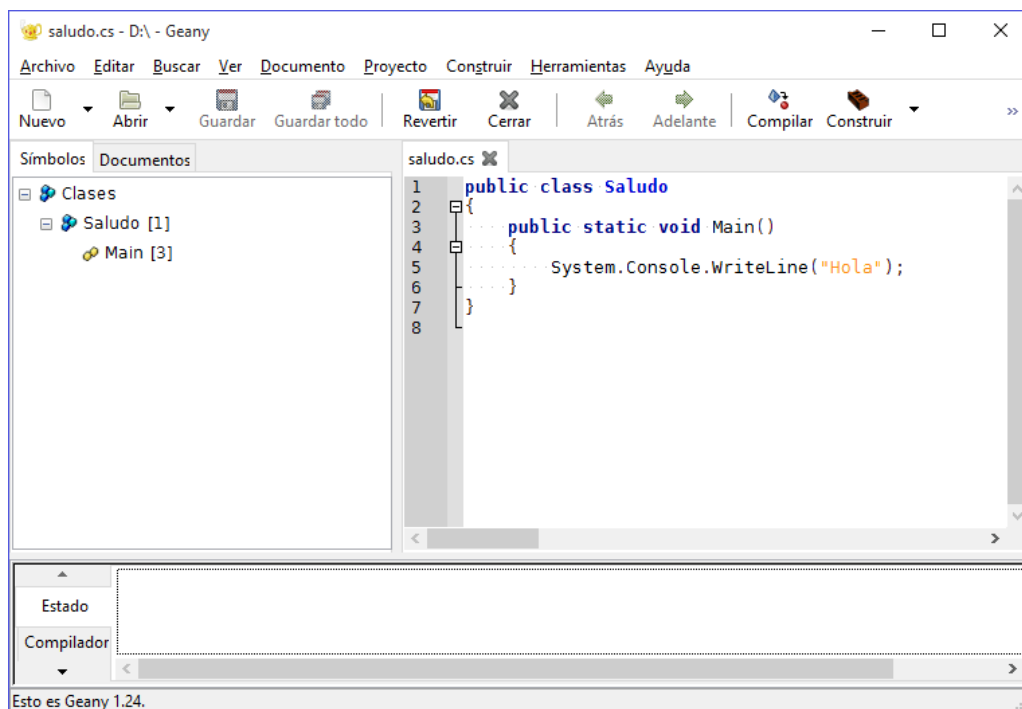 saludo.cs - D:\ - Geany
Archivo Editar Buscar Ver Documento Proyecto Construir Herramientas Ayuda
Nuevo Abrir Guardar Guardar todo Revertir Cerrar Atrás Adelante Compilar Construir »
Símbolos Documentos
Clases
Saludo [1]
Main [3]
saludo.cs
1 public class Saludo
2 {
3 public static void Main()
4 {
5 System.Console.WriteLine("Hola");
6 }
7 }
8
Estado
Compilador
Esto es Geany 1.24.